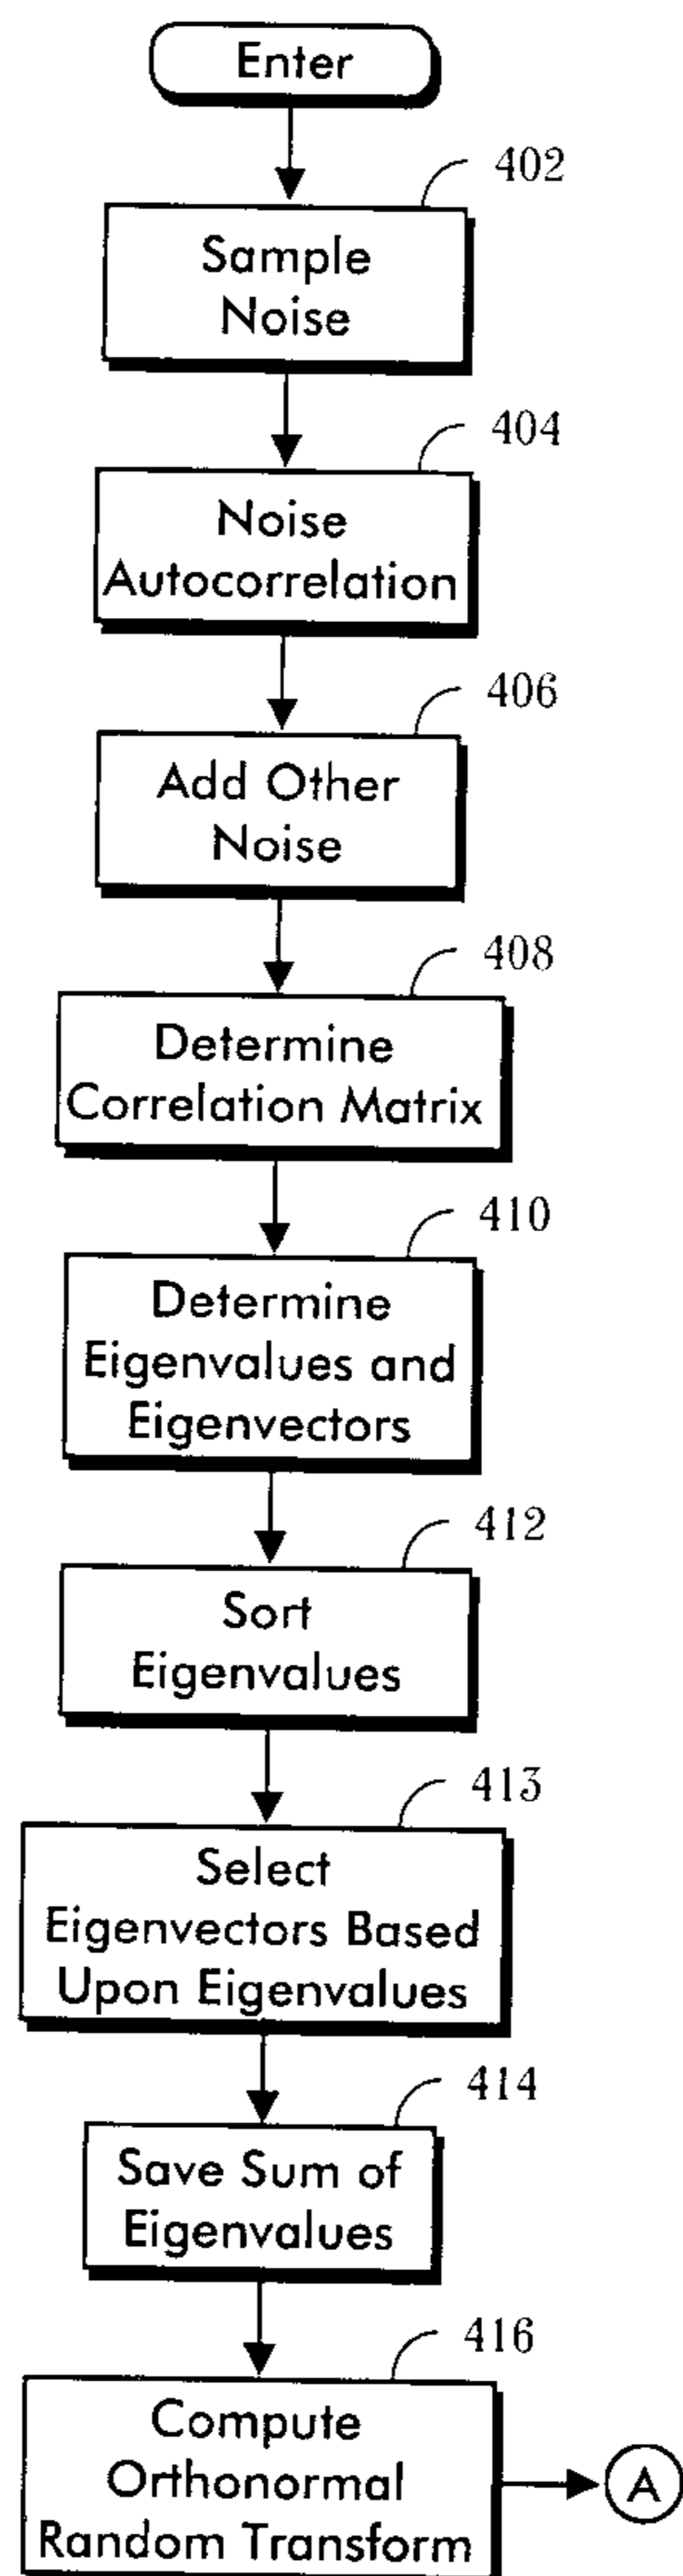 Enter
402
Sample
Noise
404
Noise
Autocorrelation
406
Add Other
Noise
408
Determine
Correlation Matrix
410
Determine
Eigenvalues and
Eigenvectors
412
Sort
Eigenvalues
413
Select
Eigenvectors Based
Upon Eigenvalues
414
Save Sum of
Eigenvalues
416
Compute
Orthonormal
Random Transform
A